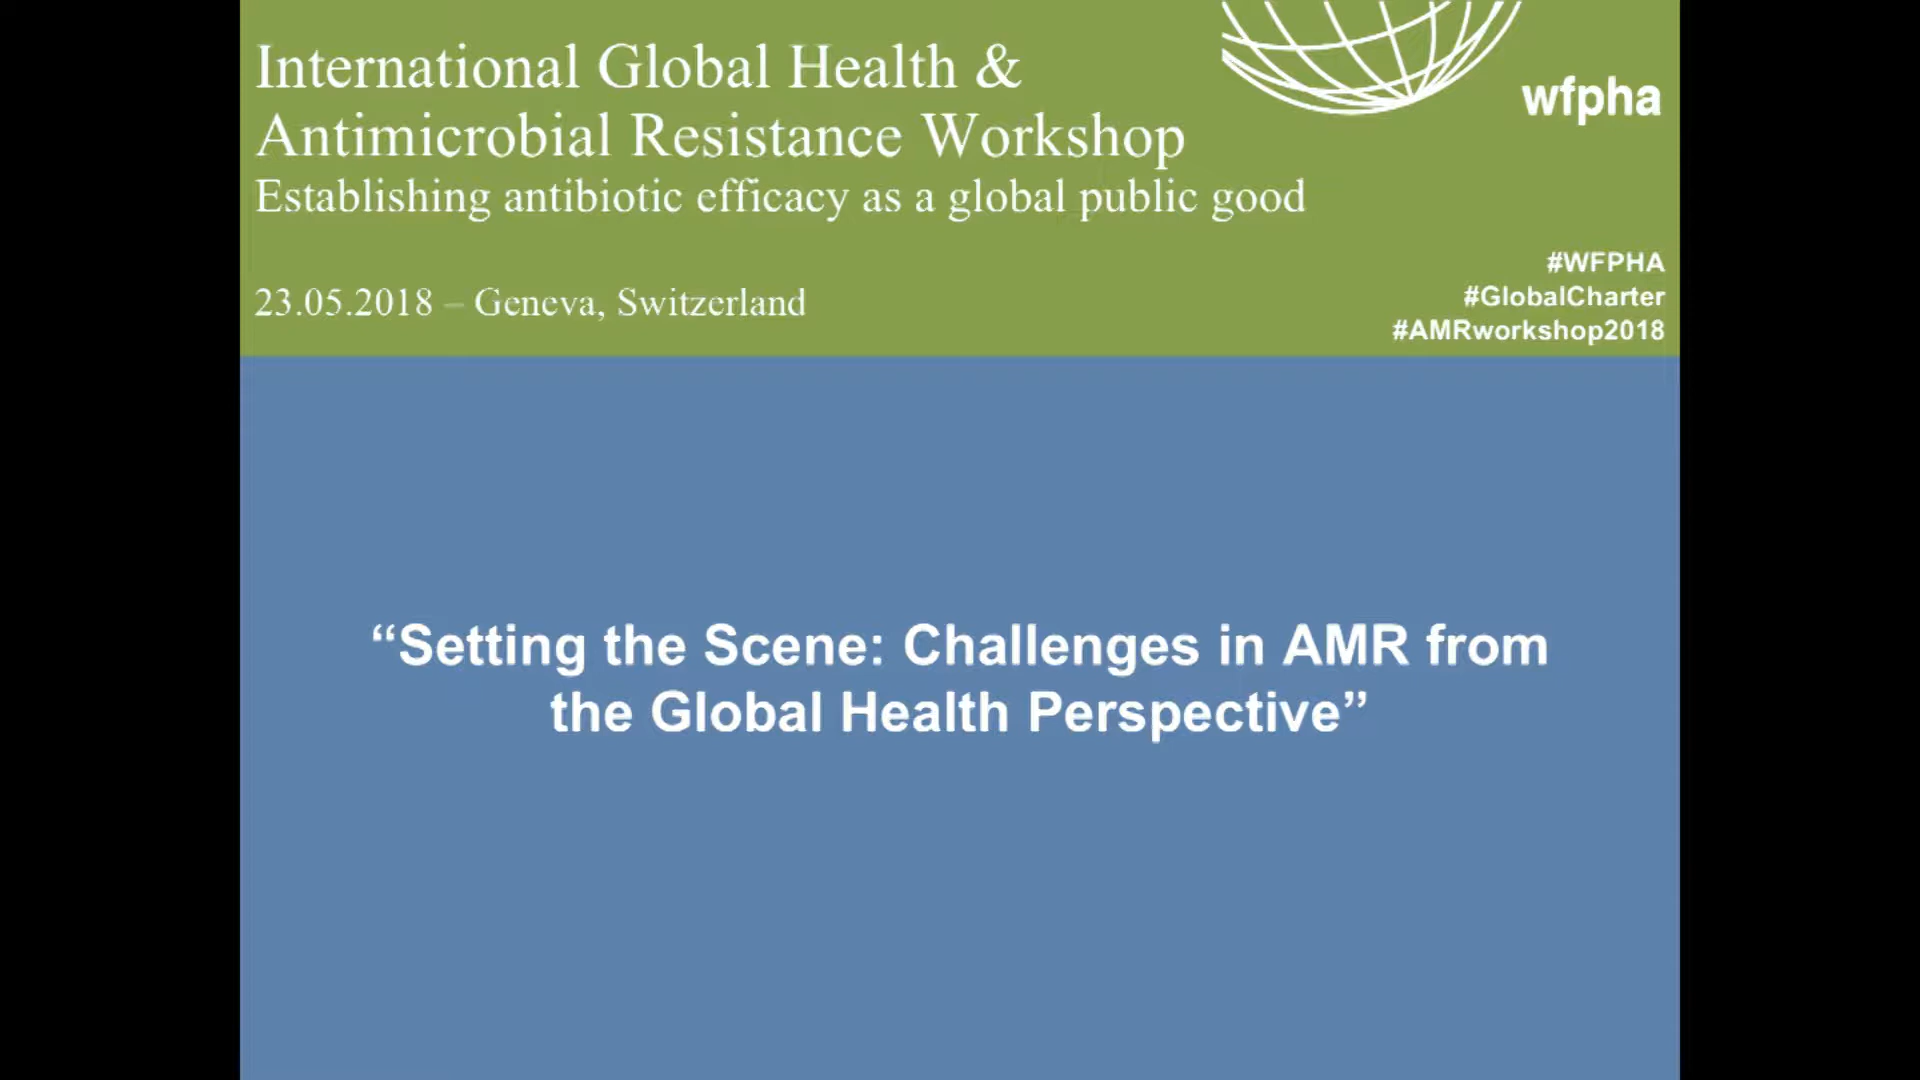 International Global Health &
Antimicrobial Resistance Workshop
Establishing antibiotic efficacy as a global public good
wfpha
23.05.2018 – Geneva, Switzerland
#WFPHA
#GlobalCharter
#AMRworkshop2018
“Setting the Scene: Challenges in AMR from
the Global Health Perspective”